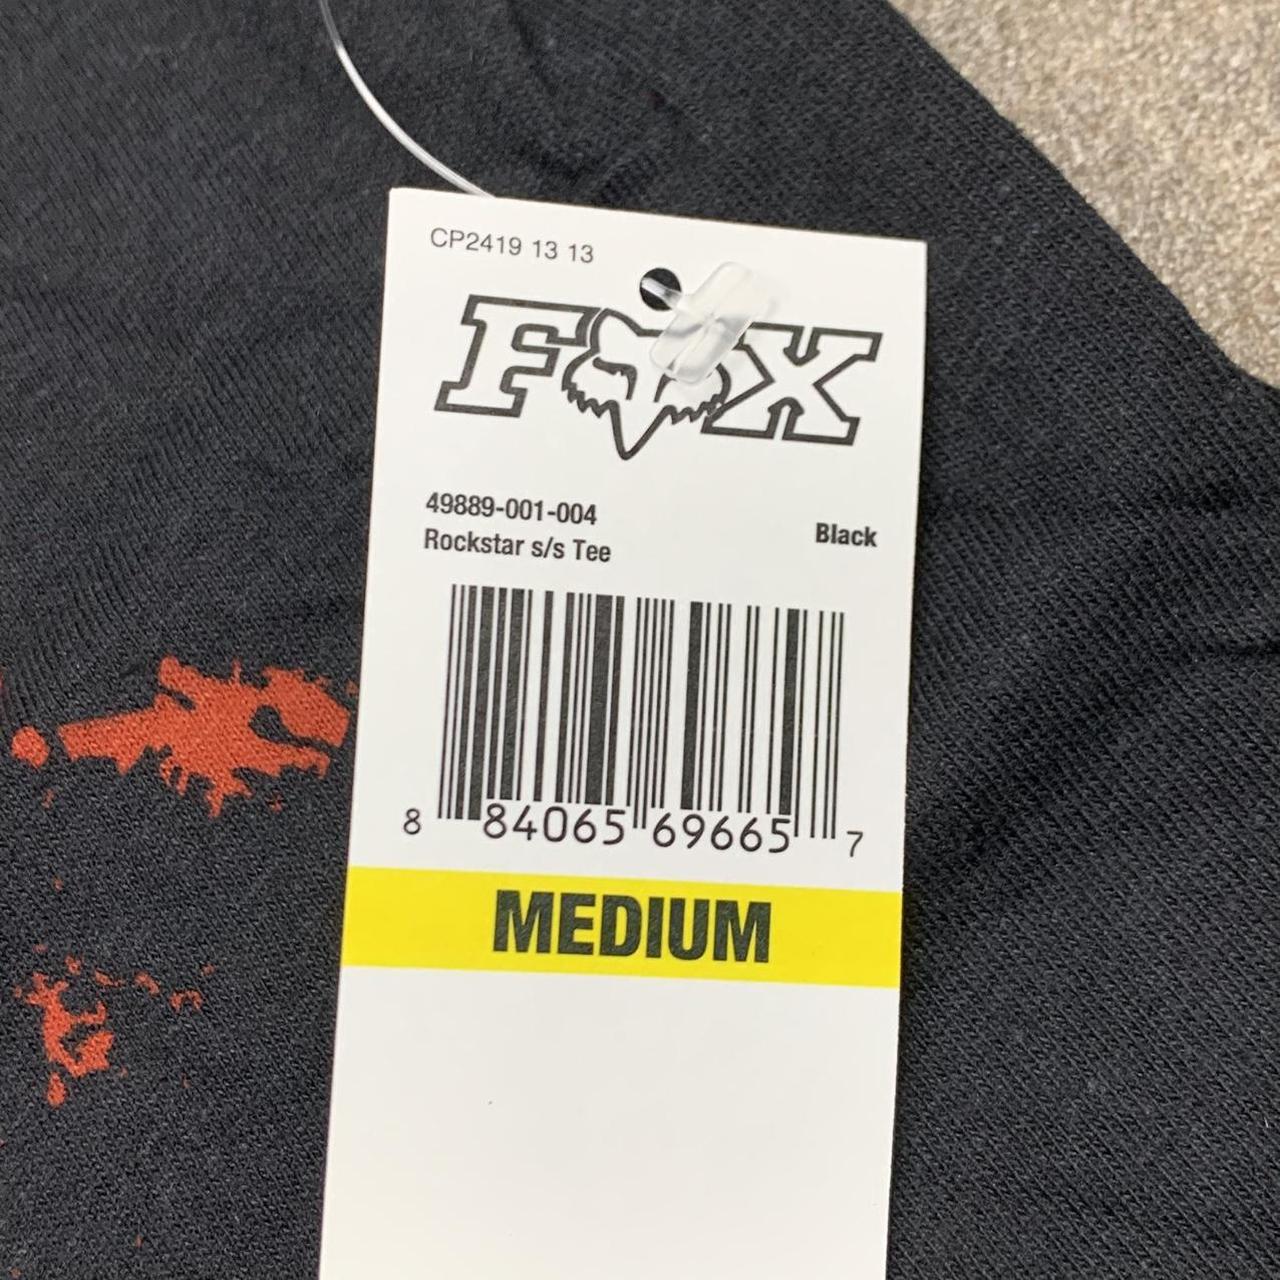 CP2419 13 13
FOX
49889-001-004
Rockstar s/s Tee
Black
8 84065 69665 7
MEDIUM